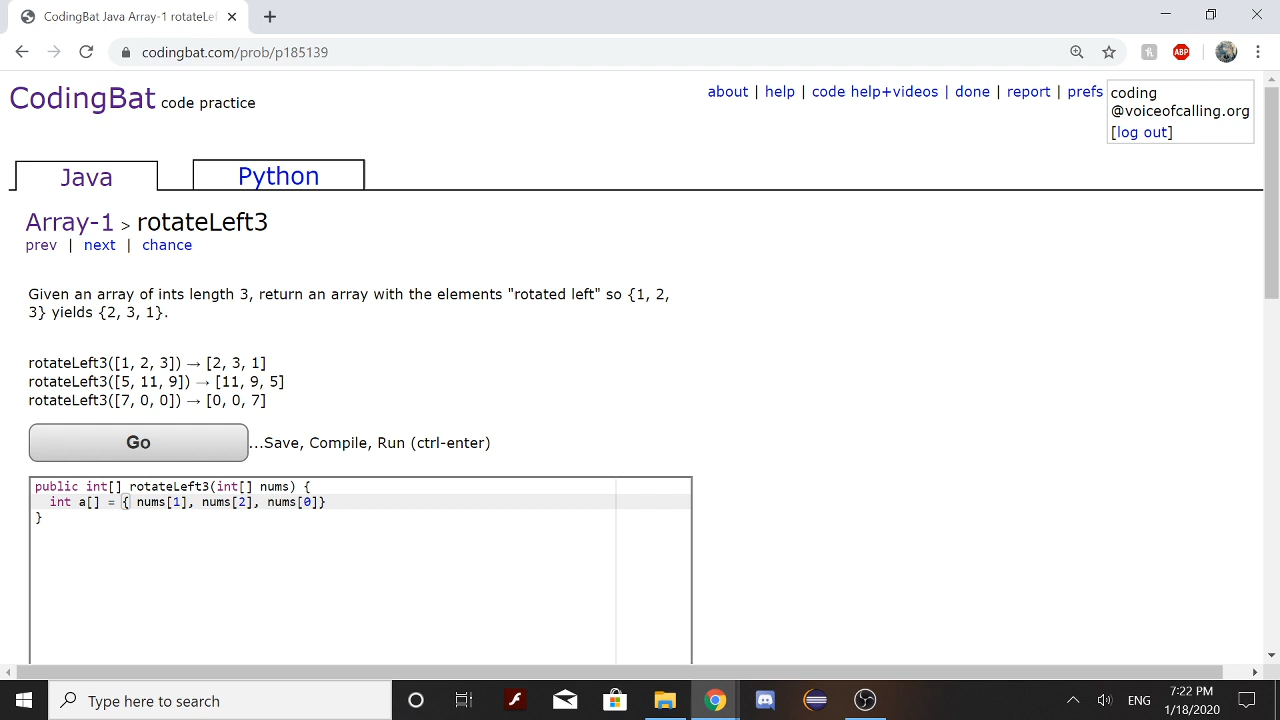 CodingBat Java Array-1 rotateLef
codingbat.com/prob/p185139
ABP
CodingBat code practice
about | help | code help+videos | done | report | prefs
coding
@voiceofcalling.org
[log out]
Java
Python
Array-1 > rotateLeft3
prev | next | chance
Given an array of ints length 3, return an array with the elements "rotated left" so {1, 2,
3} yields {2, 3, 1}.
rotateLeft3([1, 2, 3]) → [2, 3, 1]
rotateLeft3([5, 11, 9]) → [11, 9, 5]
rotateLeft3([7, 0, 0]) → [0, 0, 7]
Go
...Save, Compile, Run (ctrl-enter)
public int[] rotateLeft3(int[] nums) {
int a[] = { nums[1], nums[2], nums[0]}
}
Type here to search
ENG
7:22 PM
1/18/2020